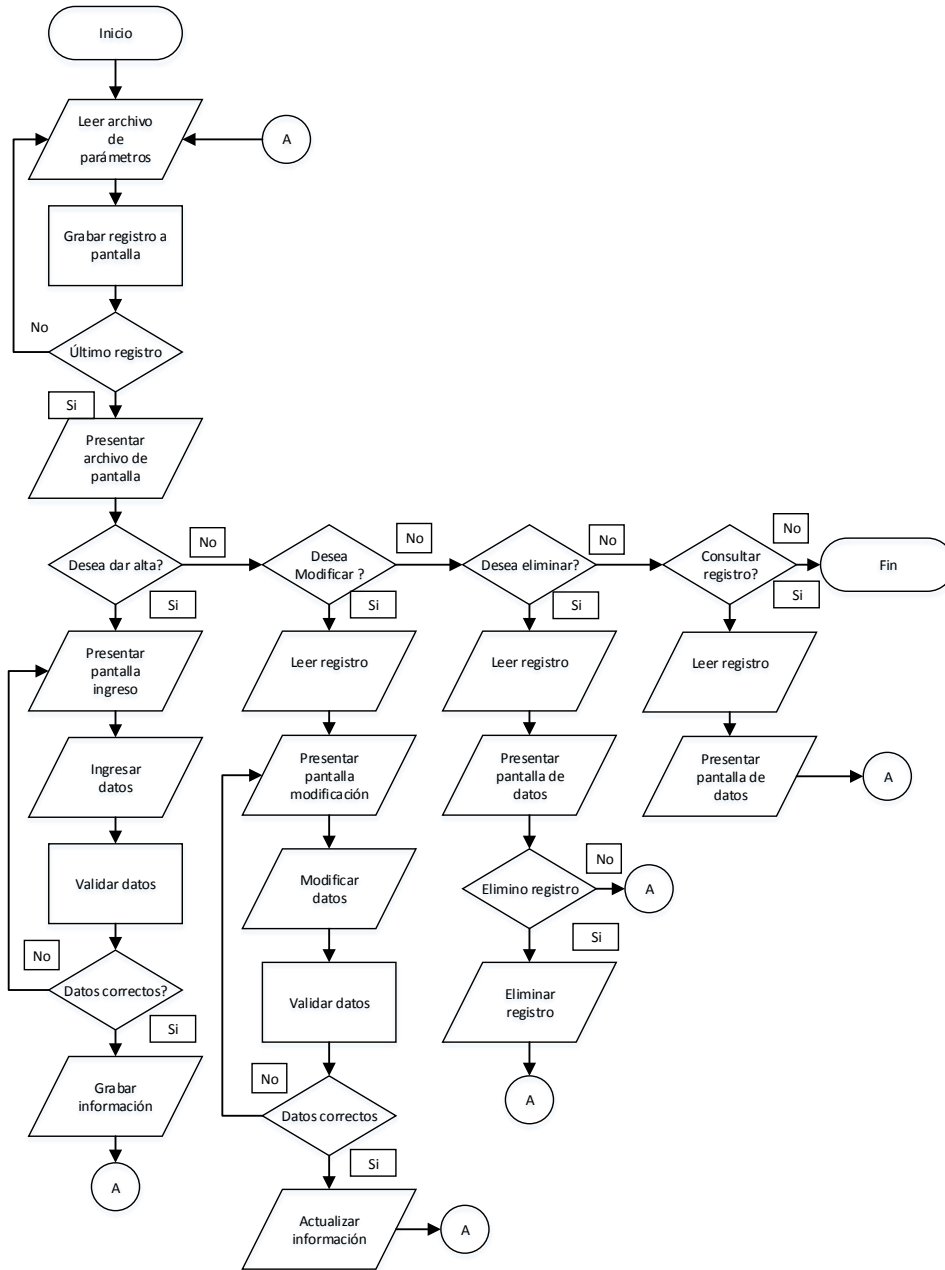 Inicio
Leer archivo
de
parámetros
A
Grabar registro a
pantalla
No
Último registro
Si
Presentar
archivo de
pantalla
Desea dar alta?
No
Desea
Modificar ?
No
Desea eliminar?
No
Consultar
registro?
No
Fin
Si
Si
Si
Si
Presentar
pantalla
ingreso
Leer registro
Leer registro
Leer registro
Ingresar
datos
Presentar
pantalla
modificación
Presentar
pantalla de
datos
Presentar
pantalla de
datos
A
Validar datos
Modificar
datos
Elimino registro
No
A
Si
No
Datos correctos?
Si
Validar datos
Eliminar
registro
Grabar
información
No
Datos correctos
Si
A
A
Actualizar
información
A